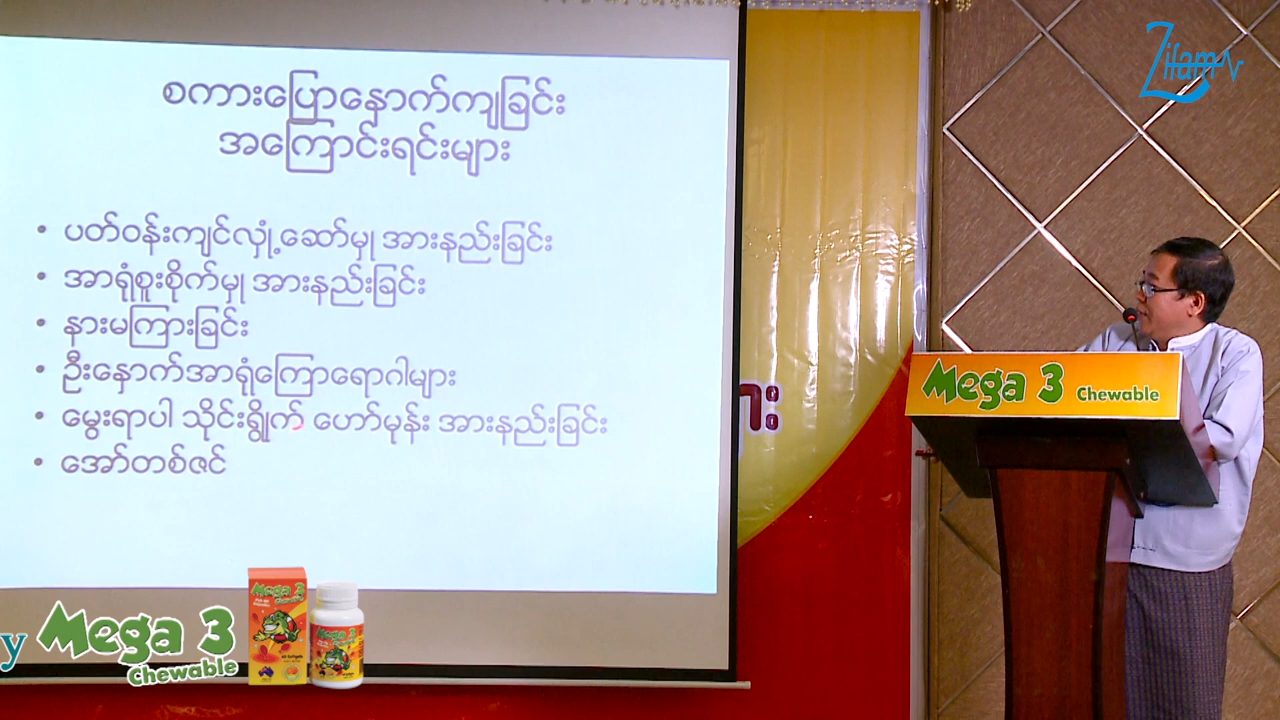 စကားပြောနှောက်ကျခြင်း
အကြောင်းရင်းများ
• ပတ်ဝန်းကျင်လှုံ့ဆော်မှု အားနည်းခြင်း
• အာရုံစူးစိုက်မှု အားနည်းခြင်း
• နားမကြားခြင်း
• ဦးနှောက်အာရုံကြောရောဂါများ
• မွေးရာပါ သိုင်းရွိုက် ဟော်မုန်း အားနည်းခြင်း
• အော်တစ်ဇင်
Zifam
Mega 3 Chewable
y Mega 3
Chewable
Mega 3
Chewable
Mega 3